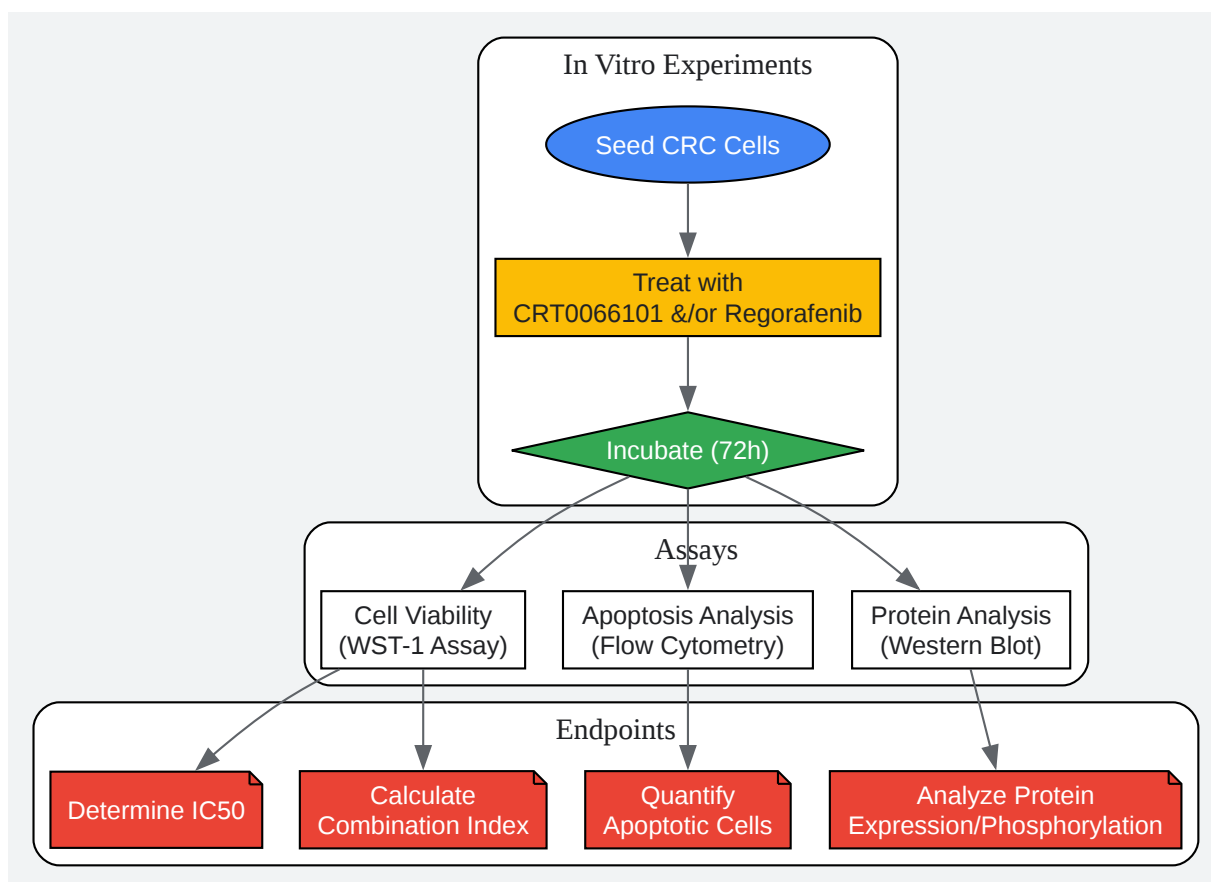 In Vitro Experiments
Seed CRC Cells
Treat with
CRT0066101 &/or Regorafenib
Incubate (72h)
Assays
Cell Viability
(WST-1 Assay)
Apoptosis Analysis
(Flow Cytometry)
Protein Analysis
(Western Blot)
Endpoints
Determine IC50
Calculate
Combination Index
Quantify
Apoptotic Cells
Analyze Protein
Expression/Phosphorylation